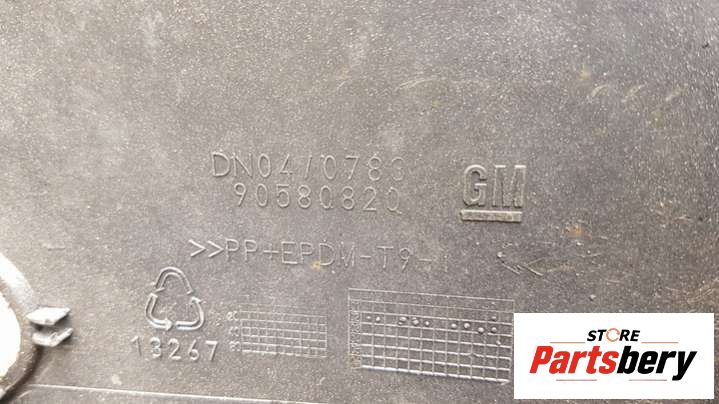 DN04/0783
90580820
GM
>>PP+EPDM-T9-
13267
STORE
Partsbery